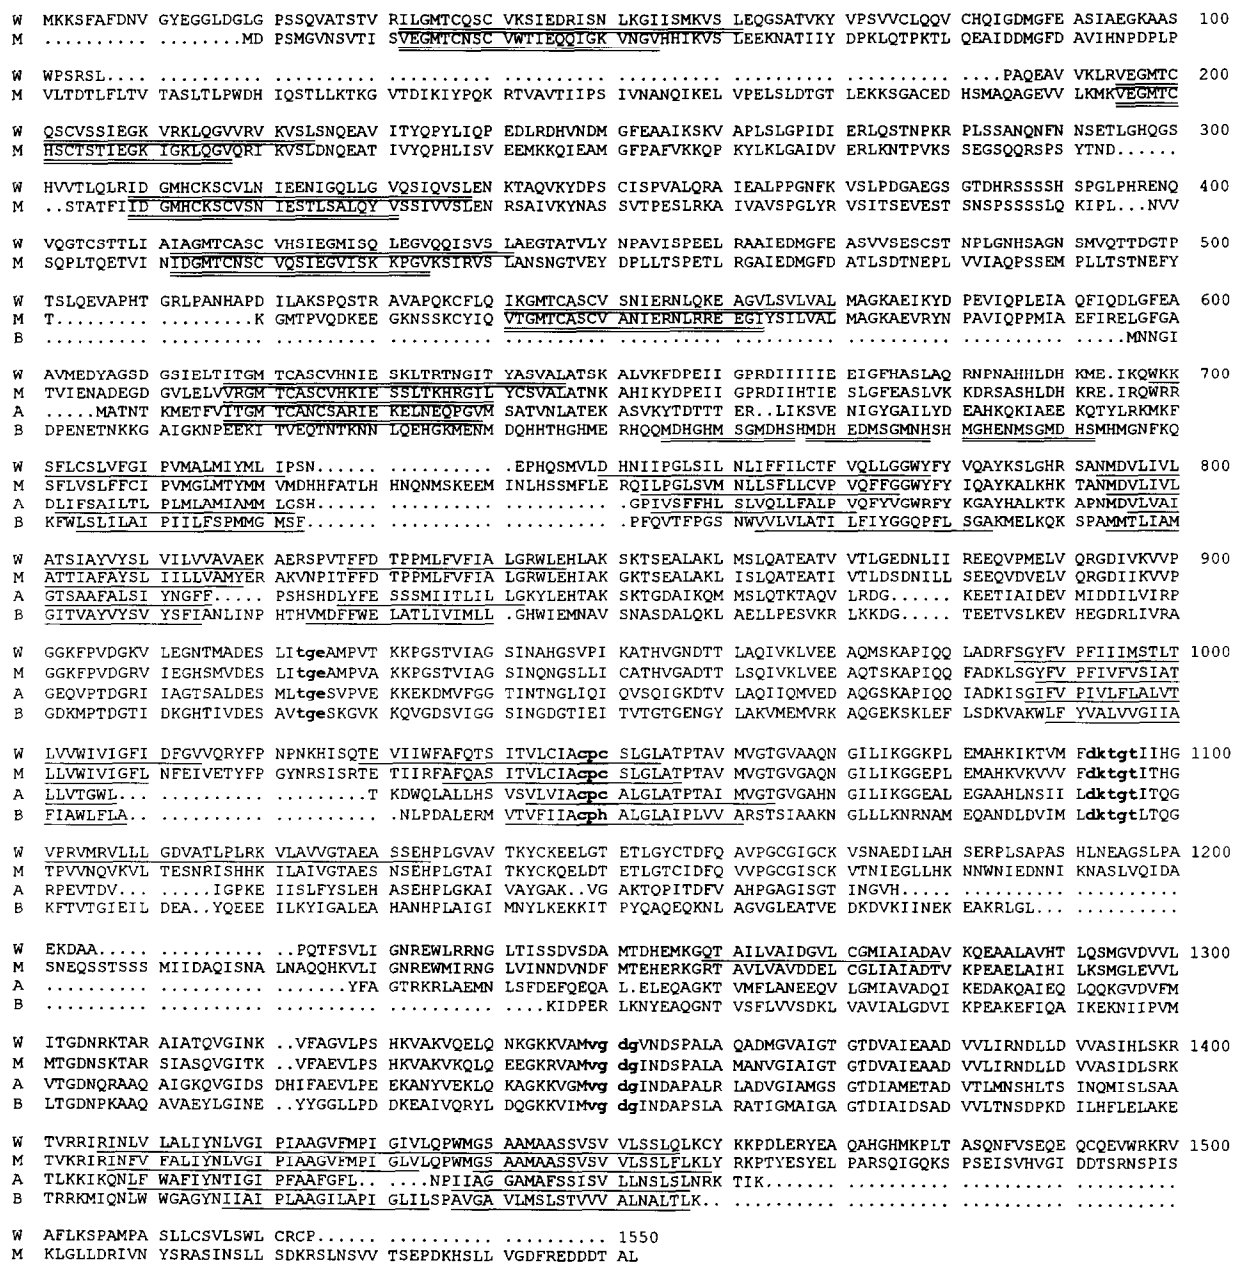 W MKKSFAFDNV GYEGGLDGLG PSSQVATSTV RILGMTCQSC VKSIEDRISN LKGIISMKVS LEQGSATVKY VPSVVCLQQV CHQIGDMGFE ASIAEGKAAS 100
M ..........  ........MD PSMGVNSVTI SVEGMTCNSC VWTIEQQIGK VNGVHHIKVS LEEKNATIIY DPKLQTPKTL QEAIDDMGFD AVIHNPDPLP
W WPSRSL.... .......... .......... .......... .......... .......... .......... .......... ....PAQEAV VKLRVEGMTC 200
M VLTDTLFLTV TASLTLPWDH IQSTLLKTKG VTDIKIYPQK RTVAVTIIPS IVNANQIKEL VPELSLDTGT LEKKSGACED HSMAQAGEVV LKMKVEGMTC
W QSCVSSIEGK VRKLQGVVRV KVSLSNQEAV ITYQPYLIQP EDLRDHVNDM GFEAAIKSKV APLSLGPIDI ERLQSTNPKR PLSSANQNFN NSETLGHQGS 300
M HSCTSTIEGK IGKLQGVQRI KVSLDNQEAT IVYQPHLISV EEMKKQIEAM GFPAFVKKQP KYLKLGAIDV ERLKNTPVKS SEGSQQRSPS YTND......
W HVVTLQLRID GMHCKSCVLN IEENIGQLLG VQSIQVSLEN KTAQVKYDPS CISPVALQRA IEALPPGNFK VSLPDGAEGS GTDHRSSSSH SPGLPHRENQ 400
M ..STATFIID GMHCKSCVSN IESTLSALQY VSSIVVSLEN RSAIVKYNAS SVTPESLRKA IVAVSPGLYR VSITSEVEST SNSPSSSSLQ KIPL...NVV
W VQGTCSTTLI AIAGMTCASC VHSIEGMISQ LEGVQQISVS LAEGTATVLY NPAVISPEEL RAAIEDMGFE ASVVSESCST NPLGNHSAGN SMVQTTDGTP 500
M SQPLTQETVI NIDGMTCNSC VQSIEGVISK KPGVKSIRVS LANSNGTVEY DPLLTSPETL RGAIEDMGFD ATLSDTNEPL VVIAQPSSEM PLLTSTNEFY
W TSLQEVAPHT GRLPANHAPD ILAKSPQSTR AVAPQKCFLQ IKGMTCASCV SNIERNLQKE AGVLSVLVAL MAGKAEIKYD PEVIQPLEIA QFIQDLGFEA 600
M T......... .........K GMTPVQDKEE GKNSSKCYIQ VTGMTCASCV ANIERNLRRE EGIYSILVAL MAGKAEVRYN PAVIQPPMIA EFIRELGFGA
B .......... .......... .......... .......... .......... .......... .......... .......... .......... .....MNNGI
W AVMEDYAGSD GSIELTITGM TCASCVHNIE SKLTRTNGIT YASVALATSK ALVKFDPEII GPRDIIIIIE EIGFHASLAQ RNPNAHHLDH KME.IKQWKK 700
M TVIENADEGD GVLELVVRGM TCASCVHKIE SSLTKHRGIL YCSVALATNK AHIKYDPEII GPRDIIHTIE SLGFEASLVK KDRSASHLDH KRE.IRQWRR
A .....MATNT KMETFVITGM TCANCSARIE KELNEQPGVM SATVNLATEK ASVKYTDTTT ER..LIKSVE NIGYGAILYD EAHKQKIAEE KQTYLRKMKF
B DPENETNKKG AIGKNPEEKI TVEQTNTKNN LQEHGKMENM DQHHTHGHME RHQQMDHGHM SGMDHSHMDH EDMSGMNHSH MGHENMSGMD HSMHMGNFKQ
W SFLCSLVFGI PVMALMIYML IPSN...... .......... ....EPHQSMVLD HNIIPGLSIL NLIFFILCTF VQLLGGWYFY VQAYKSLGHR SANMDVLIVL 800
M SFLVSLFFCI PVMGLMTYMM VMDHHFATLH HNQNMSKEEM INLHSSMFLE RQILPGLSVM NLLSFLLCVP VQFFGGWYFY IQAYKALKHK TANMDVLIVL
A DLIFSAILTL PLMLAMIAMM LGSH...... .......... .......... ..GPIVSFFHLS LVQLLFALPV QFYVGWRFY KGAYHALKTK APNMDVLVAI
B KFWLSLILAI PIILFSPMMG MSF....... .......... .......... PFQVTFPGS NWVVLVLATI LFIYGGQPFL SGAKMELKQK SPAMMTLIAM
W ATSIAYVYSL VILVVAVAEK AERSPVTFFD TPPMLFVFIA LGRWLEHLAK SKTSEALAKL MSLQATEATV VTLGEDNLII REEQVPMELV QRGDIVKVVP 900
M ATTIAFAYSL IILLVAMYER AKVNPITFFD TPPMLFVFIA LGRWLEHIAK GKTSEALAKL ISLQATEATI VTLDSDNILL SEEQVDVELV QRGDIIKVVP
A GTSAAFALSI YNGFF..... PSHSHDLYFE SSSMIITLIL LGKYLEHTAK SKTGDAIKQM MSLQTKTAQV LRDG...... KEETIAIDEV MIDDILVIRP
B GITVAYVYSV YSFIANLINP HTHVMDFFWE LATLIVIMLL .GHWIEMNAV SNASDALQKL AELLPESVKR LKKDG..... TEETVSLKEV HEGDRLIVRA
W GGKFPVDGKV LEGNTMADES LItgeAMPVT KKPGSTVIAG SINAHGSVPI KATHVGNDTT LAQIVKLVEE AQMSKAPIQQ LADRFSGYFV PFIIIMSTLT 1000
M GGKFPVDGRV IEGHSMVDES LItgeAMPVA KKPGSTVIAG SINQNGSLLI CATHVGADTT LSQIVKLVEE AQTSKAPIQQ FADKLSGYFV PFIVFVSIAT
A GEQVPTDGRI IAGTSALDES MLtgeSVPVE KKEKDMVFGG TINTNGLIQI QVSQIGKDTV LAQIIQMVED AQGSKAPIQQ IADKISGIFV PIVLFLALVT
B GDKMPTDGTI DKGHTIVDES AVtgeSKGVK KQVGDSVIGG SINGDGTIEI TVTGTGENGY LAKVMEMVRK AQGEKSKLEF LSDKVAKWLF YVALVVGIIA
W LVVWIVIGFI DFGVVQRYFP NPNKHISQTE VIIWFAFQTS ITVLCIAcpc SLGLATPTAV MVGTGVAAQN GILIKGGKPL EMAHKIKTVM FdktgtIIHG 1100
M LLVWIVIGFL NFEIVETYFP GYNRSISRTE TIIRFAFQAS ITVLCIAcpc SLGLATPTAV MVGTGVGAQN GILIKGGEPL EMAHKVKVVV FdktgtITHG
A LLVTGWL... .......... .........T KDWQLALLHS VSVLVIAcpc ALGLATPTAI MVGTGVGAHN GILIKGGEAL EGAAHLNSII LdktgtITQG
B FIAWLFLA.. .......... .......... NLPDALERM VTVFIIAcph ALGLAIPLVV ARSTSIAAKN GLLLKNRNAM EQANDLDVIM LdktgtLTQG
W VPRVMRVLLL GDVATLPLRK VLAVVGTAEA SSEHPLGVAV TKYCKEELGT ETLGYCTDFQ AVPGCGIGCK VSNAEDILAH SERPLSAPAS HLNEAGSLPA 1200
M TPVVNQVKVL TESNRISHHK ILAIVGTAES NSEHPLGTAI TKYCKQELDT ETLGTCIDFQ VVPGCGISCK VTNIEGLLHK NNWNIEDNNI KNASLVQIDA
A RPEVTDV... ..IGPKEI ISLFYSLEH ASEHPLGKAI VAYGAK..VG AKTQPITDFV AHPGAGISGT INGVH..... .......... ..........
B KFTVTGIEIL DEA..YQEEE ILKYIGALEA HANHPLAIGI MNYLKEKKIT PYQAQEQKNL AGVGLEATVE DKDVKIINEK EAKRLGL... ..........
W EKDAA..... .......... .....PQTFSVLI GNREWLRRNG LTISSDVSDA MTDHEMKGQT AILVAIDGVL CGMIAIADAV KQEAALAVHT LQSMGVDVVL 1300
M SNEQSSTSSS MIIDAQISNA LNAQQHKVLI GNREWMIRNG LVINNDVNDF MTEHERKGRT AVLVAVDDEL CGLIAIADTV KPEAELAIHI LKSMGLEVVL
A .......... .......... .......YFA GTRKRLAEMN LSFDEFQEQA L.ELEQAGKT VMFLANEEQV LGMIAVADQI KEDAKQAIEQ LQQKGVDVFM
B .......... .......... .......... .......... ....KIDPER LKNYEAQGNT VSFLVVSDKL VAVIALGDVI KPEAKEFIQA IKEKNIIPVM
W ITGDNRKTAR AIATQVGINK ..VFAGVLPS HKVAKVQELQ NKGKKVAMvg dgVNDSPALA QADMGVAIGT GTDVAIEAAD VVLIRNDLLD VVASIHLSKR 1400
M MTGDNSKTAR SIASQVGITK ..VFAEVLPS HKVAKVKQLQ EEGKRVAMvg dgINDSPALA MANVGIAIGT GTDVAIEAAD VVLIRNDLLD VVASIDLSRK
A VTGDNQRAAQ AIGKQVGIDS DHIFAEVLPE EKANYVEKLQ KAGKKVGMvg dgINDAPALR LADVGIAMGS GTDIAMETAD VTLMNSHLTS INQMISLSAA
B LTGDNPKAAQ AVAEYLGINE ..YYGGLLPD DKEAIVQRYL DQGKKVIMvg dgINDAPSLA RATIGMAIGA GTDIAIDSAD VVLTNSDPKD ILHFLELAKE
W TVRRIRINLV LALIYNLVGI PIAAGVFMPI GIVLQPWMGS AAMAASSVSV VLSSLQLKCY KKPDLERYEA QAHGHMKPLT ASQNFVSEQE QCQEVWRKRV 1500
M TVKRIRINFV FALIYNLVGI PIAAGVFMPI GLVLQPWMGS AAMAASSVSV VLSSLFLKLY RKPTYESYEL PARSQIGQKS PSEISVHVGI DDTSRNSPIS
A TLKKIKQNLF WAFIYNTIGI PFAAFGFL.. ....NPIIAGG GAMAFSSISV LLNSLSLNRK TIK....... .......... .......... ..........
B TRRKMIQNLW WGAGYNIIAI PLAAGILAPI GLILSPAVGA VLMSLSTVVV ALNALTLK.. .......... .......... .......... ..........
W AFLKSPAMPA SLLCSVLSWL CRCP...... .......... .......... .......... 1550
M KLGLLDRIVN YSRASINSLL SDKRSLNSVV TSEPDKHSLL VGDFREDDDT AL